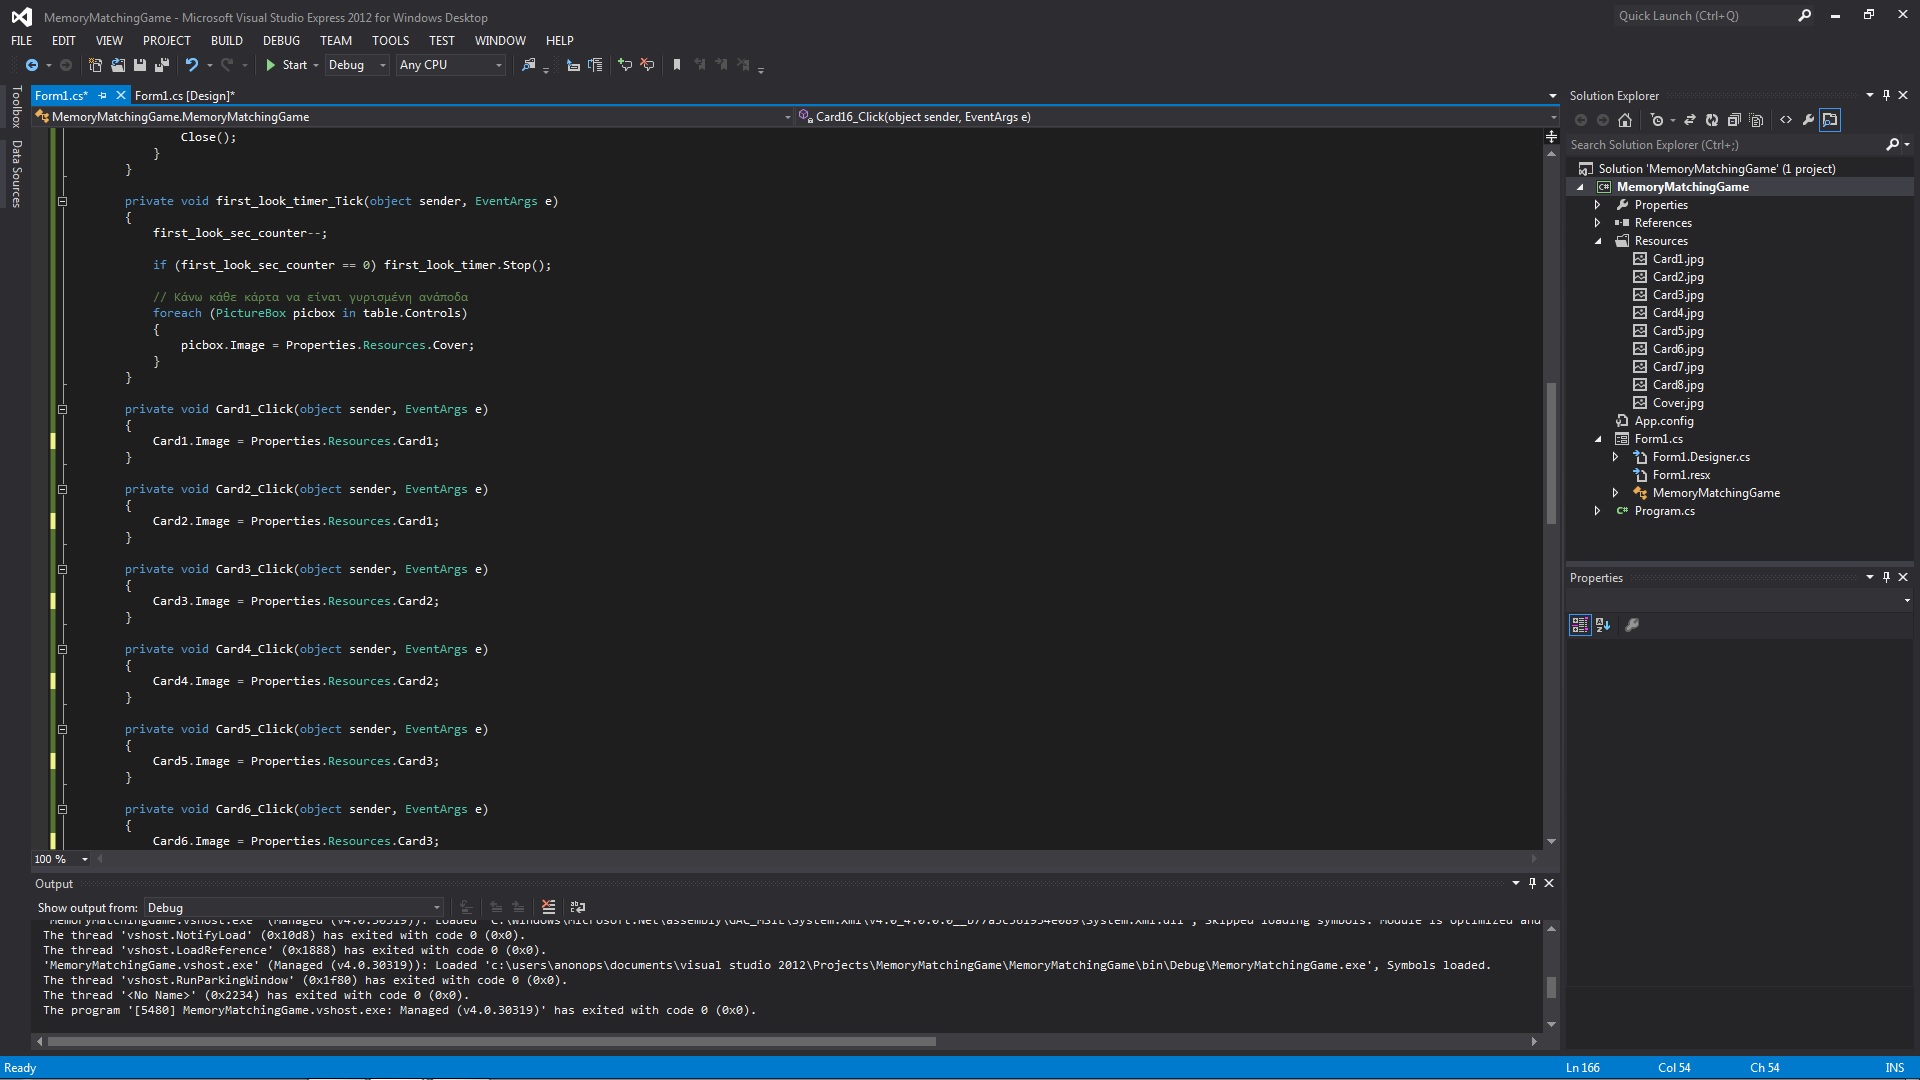 MemoryMatchingGame - Microsoft Visual Studio Express 2012 for Windows Desktop
Quick Launch (Ctrl+Q)
FILE EDIT VIEW PROJECT BUILD DEBUG TEAM TOOLS TEST WINDOW HELP
Start Debug Any CPU
Toolbox
Data Sources
Form1.cs* Form1.cs [Design]*
MemoryMatchingGame.MemoryMatchingGame
Card16_Click(object sender, EventArgs e)
Close();
}
}
private void first_look_timer_Tick(object sender, EventArgs e)
{
first_look_sec_counter--;
if (first_look_sec_counter == 0) first_look_timer.Stop();
// Κάνω κάθε κάρτα να είναι γυρισμένη ανάποδα
foreach (PictureBox picbox in table.Controls)
{
picbox.Image = Properties.Resources.Cover;
}
}
private void Card1_Click(object sender, EventArgs e)
{
Card1.Image = Properties.Resources.Card1;
}
private void Card2_Click(object sender, EventArgs e)
{
Card2.Image = Properties.Resources.Card1;
}
private void Card3_Click(object sender, EventArgs e)
{
Card3.Image = Properties.Resources.Card2;
}
private void Card4_Click(object sender, EventArgs e)
{
Card4.Image = Properties.Resources.Card2;
}
private void Card5_Click(object sender, EventArgs e)
{
Card5.Image = Properties.Resources.Card3;
}
private void Card6_Click(object sender, EventArgs e)
{
Card6.Image = Properties.Resources.Card3;
100 %
Output
Show output from: Debug
The thread 'vshost.NotifyLoad' (0x10d8) has exited with code 0 (0x0).
The thread 'vshost.LoadReference' (0x1888) has exited with code 0 (0x0).
'MemoryMatchingGame.vshost.exe' (Managed (v4.0.30319)): Loaded 'c:\users\anonops\documents\visual studio 2012\Projects\MemoryMatchingGame\MemoryMatchingGame\bin\Debug\MemoryMatchingGame.exe', Symbols loaded.
The thread 'vshost.RunParkingWindow' (0x1f80) has exited with code 0 (0x0).
The thread '<No Name>' (0x2234) has exited with code 0 (0x0).
The program '[5480] MemoryMatchingGame.vshost.exe: Managed (v4.0.30319)' has exited with code 0 (0x0).
Solution Explorer
Search Solution Explorer (Ctrl+;)
Solution 'MemoryMatchingGame' (1 project)
MemoryMatchingGame
Properties
References
Resources
Card1.jpg
Card2.jpg
Card3.jpg
Card4.jpg
Card5.jpg
Card6.jpg
Card7.jpg
Card8.jpg
Cover.jpg
App.config
Form1.cs
Form1.Designer.cs
Form1.resx
MemoryMatchingGame
Program.cs
Properties
Ready
Ln 166 Col 54 Ch 54 INS